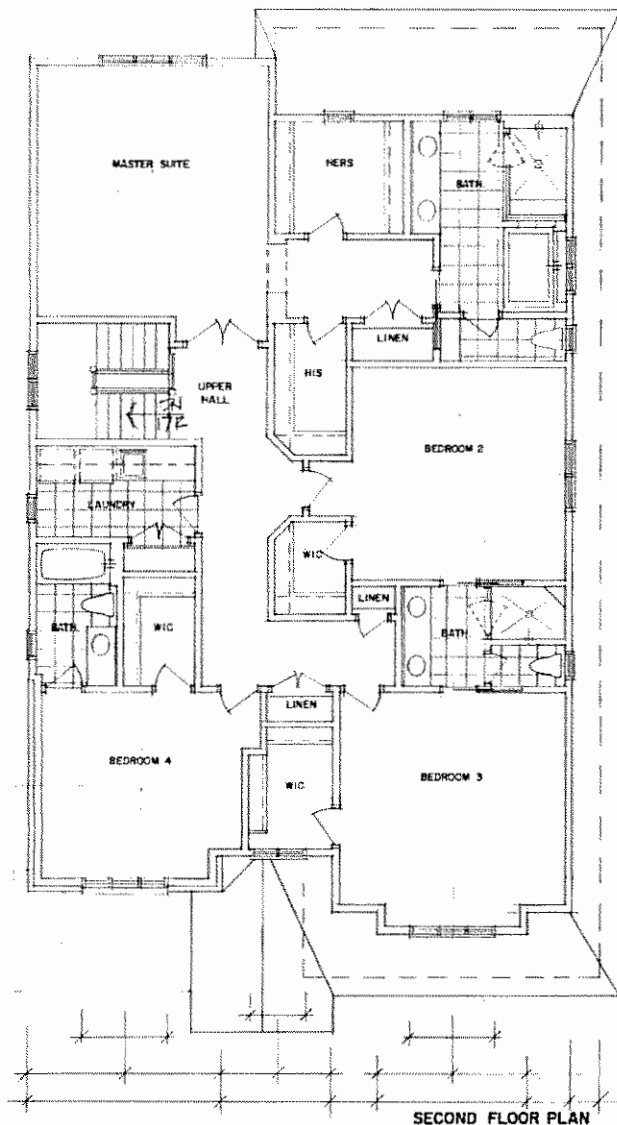 MASTER SUITE
HERS
BATH
LINEN
HIS
UPPER
HALL
BEDROOM 2
LAUNDRY
WIC
LINEN
BATH
WIC
BATH
LINEN
BEDROOM 4
WIC
BEDROOM 3
SECOND FLOOR PLAN